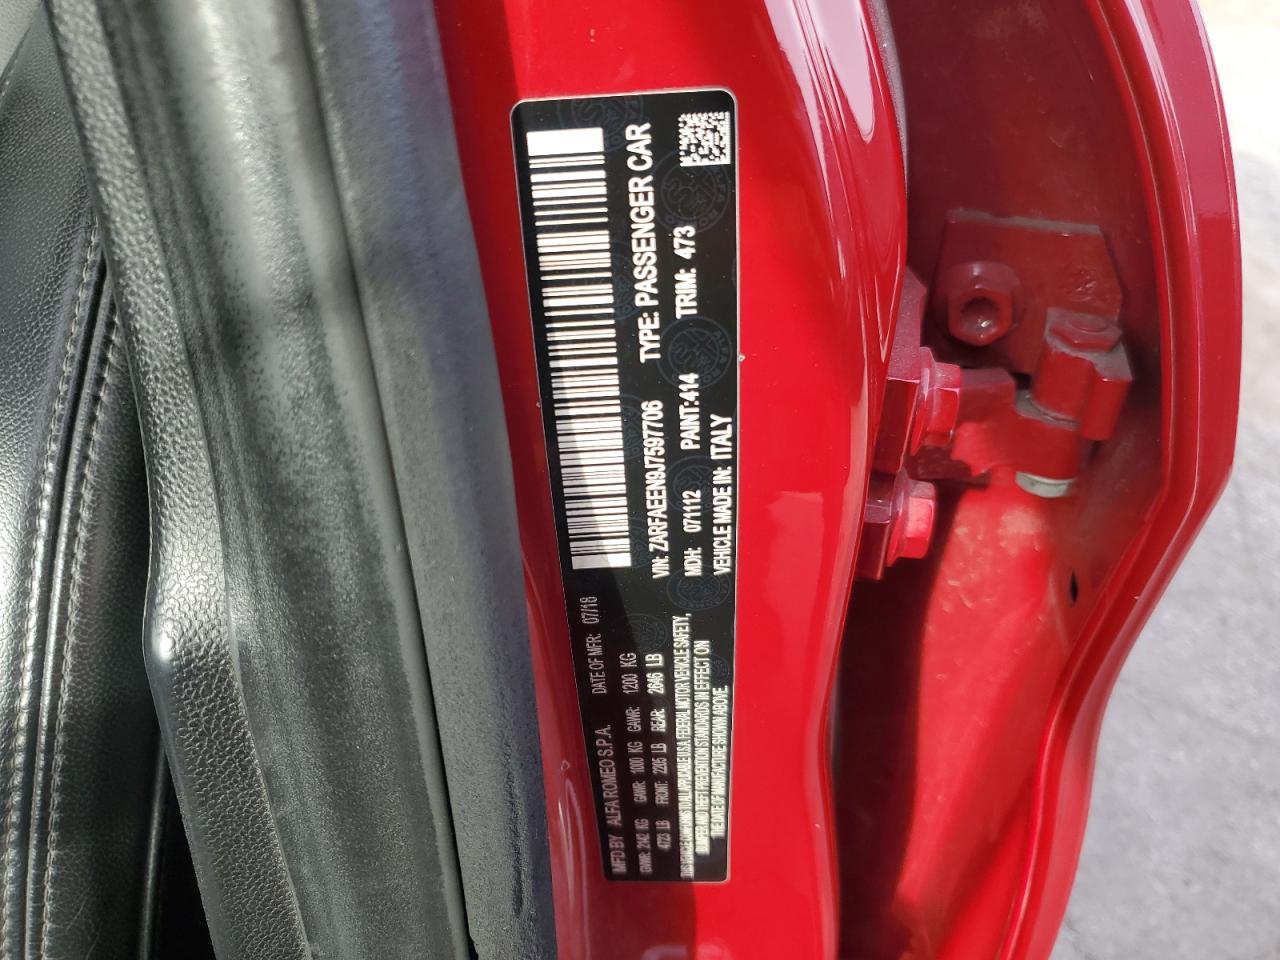 MFD BY ALFA ROMEO S.P.A. DATE OF MFR: 07/18
GVWR: 2142 KG GAWR: 1000 KG GAWR: 1200 KG
4723 LB FRONT: 2205 LB REAR: 2646 LB
THIS VEHICLE CONFORMS TO ALL APPLICABLE U.S.A. FEDERAL MOTOR VEHICLE SAFETY,
BUMPER AND THEFT PREVENTION STANDARDS IN EFFECT ON
THE DATE OF MANUFACTURE SHOWN ABOVE.
VIN: ZARFAEEN9J7597706 TYPE: PASSENGER CAR
MDH: 071112 PAINT:414 TRIM: 473
VEHICLE MADE IN: ITALY